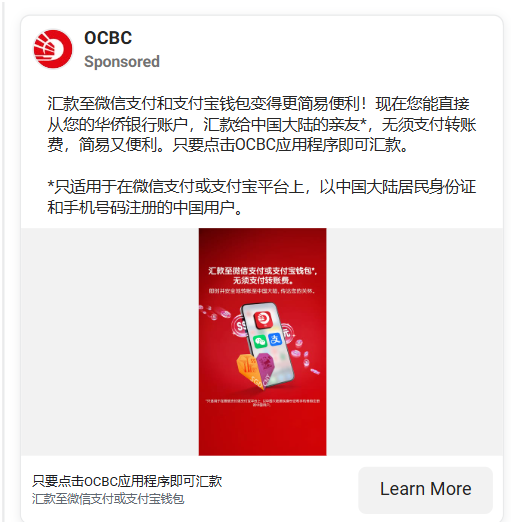 OCBC
Sponsored
汇款至微信支付和支付宝钱包变得更简易便利！现在您能直接
从您的华侨银行账户，汇款给中国大陆的亲友*，无须支付转账
费，简易又便利。只要点击OCBC应用程序即可汇款。
*只适用于在微信支付或支付宝平台上，以中国大陆居民身份证
和手机号码注册的中国用户。
汇款至微信支付或支付宝钱包*，
无须支付转账费。
只要点击OCBC应用程序即可汇款
汇款至微信支付或支付宝钱包
Learn More